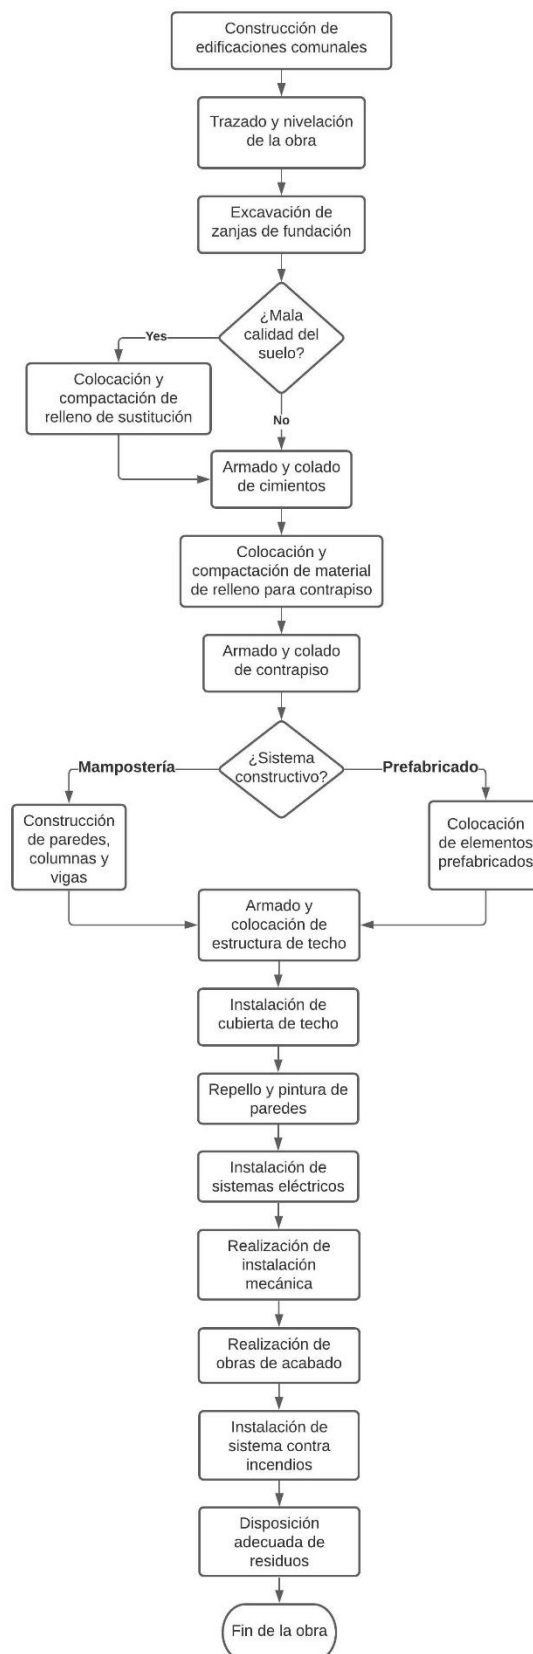 Construcción de
edificaciones comunales
Trazado y nivelación
de la obra
Excavación de
zanjas de fundación
¿Mala
calidad del
suelo?
Yes
Colocación y
compactación de
relleno de sustitución
No
Armado y colado
de cimientos
Colocación y
compactación de material
de relleno para contrapiso
Armado y colado
de contrapiso
¿Sistema
constructivo?
Mampostería
Prefabricado
Construcción
de paredes,
columnas y
vigas
Colocación
de elementos
prefabricados
Armado y
colocación de
estructura de techo
Instalación de
cubierta de techo
Repello y pintura de
paredes
Instalación de
sistemas eléctricos
Realización de
instalación
mecánica
Realización de
obras de acabado
Instalación de
sistema contra
incendios
Disposición
adecuada de
residuos
Fin de la obra